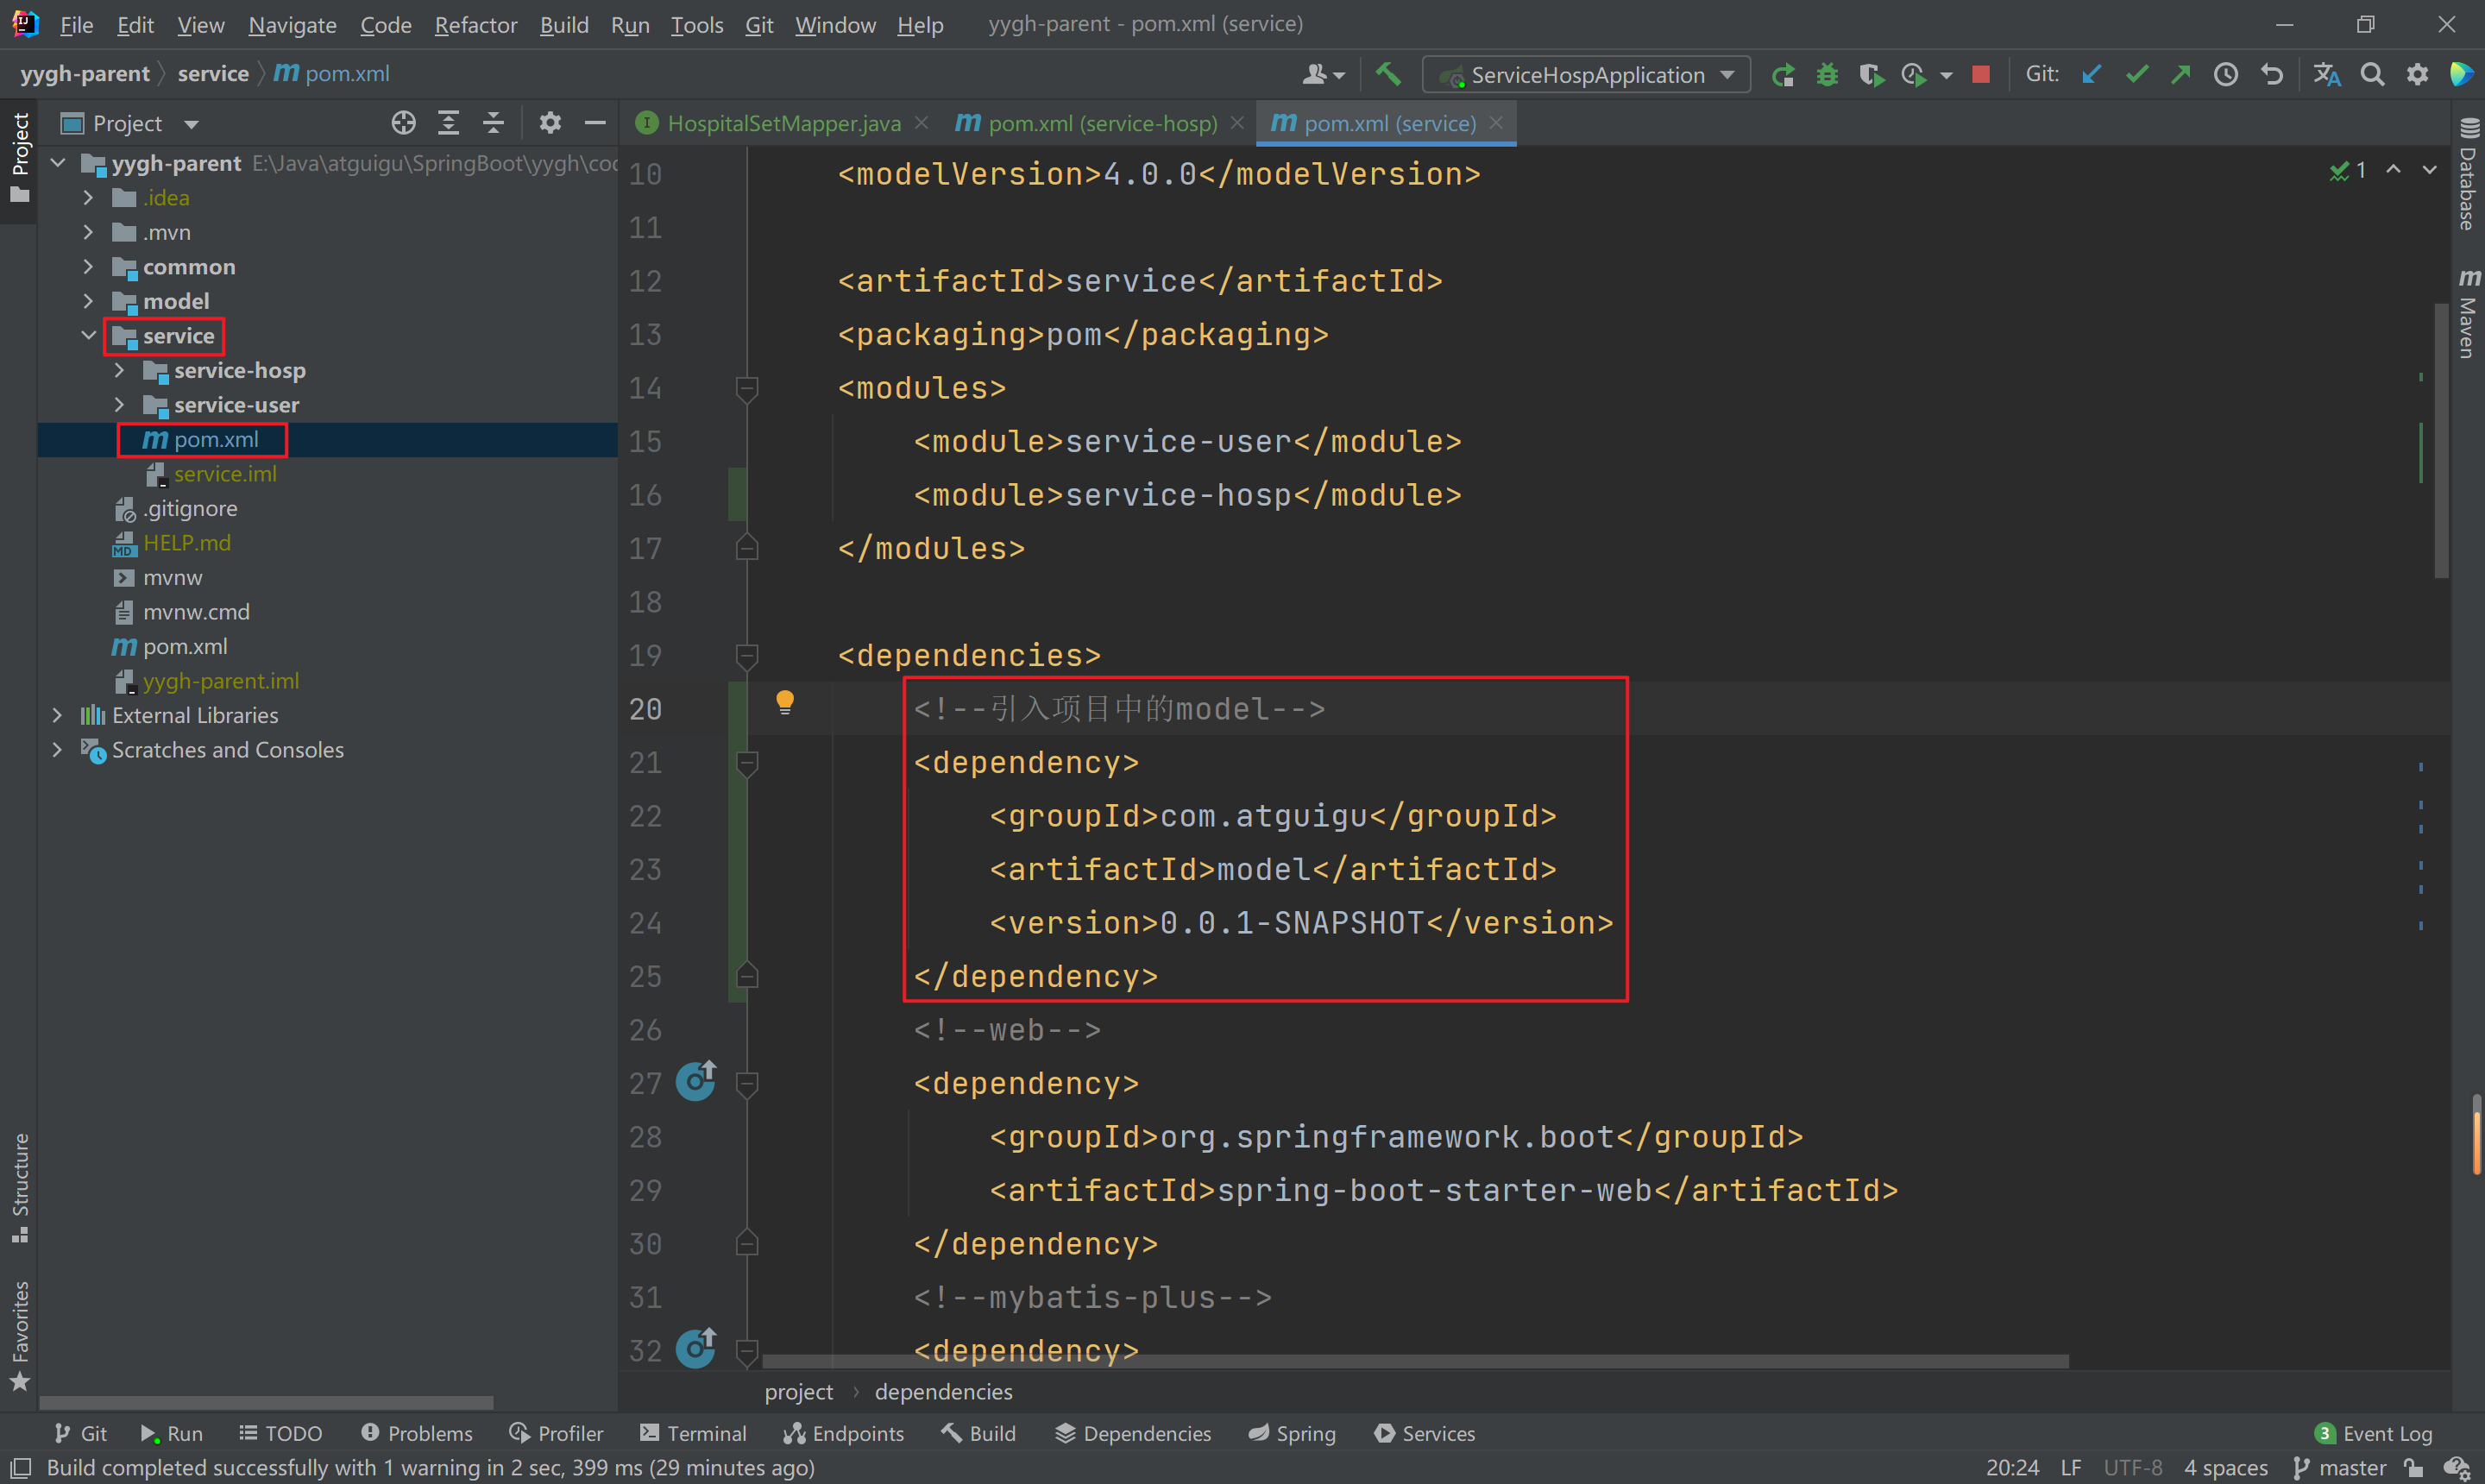 File Edit View Navigate Code Refactor Build Run Tools Git Window Help yygh-parent - pom.xml (service)
yygh-parent service pom.xml
ServiceHospApplication
Git:
Project
Project
HospitalSetMapper.java
pom.xml (service-hosp)
pom.xml (service)
yygh-parent E:\Java\atguigu\SpringBoot\yygh\coc
.idea
.mvn
common
model
service
service-hosp
service-user
pom.xml
service.iml
.gitignore
HELP.md
mvnw
mvnw.cmd
pom.xml
yygh-parent.iml
External Libraries
Scratches and Consoles
1
10 <modelVersion>4.0.0</modelVersion>
11
12 <artifactId>service</artifactId>
13 <packaging>pom</packaging>
14 <modules>
15 <module>service-user</module>
16 <module>service-hosp</module>
17 </modules>
18
19 <dependencies>
20 <!--引入项目中的model-->
21 <dependency>
22 <groupId>com.atguigu</groupId>
23 <artifactId>model</artifactId>
24 <version>0.0.1-SNAPSHOT</version>
25 </dependency>
26 <!--web-->
27 <dependency>
28 <groupId>org.springframework.boot</groupId>
29 <artifactId>spring-boot-starter-web</artifactId>
30 </dependency>
31 <!--mybatis-plus-->
32 <dependency>
project dependencies
Database
Maven
Structure
Favorites
Git Run TODO Problems Profiler Terminal Endpoints Build Dependencies Spring Services 3 Event Log
Build completed successfully with 1 warning in 2 sec, 399 ms (29 minutes ago) 20:24 LF UTF-8 4 spaces master